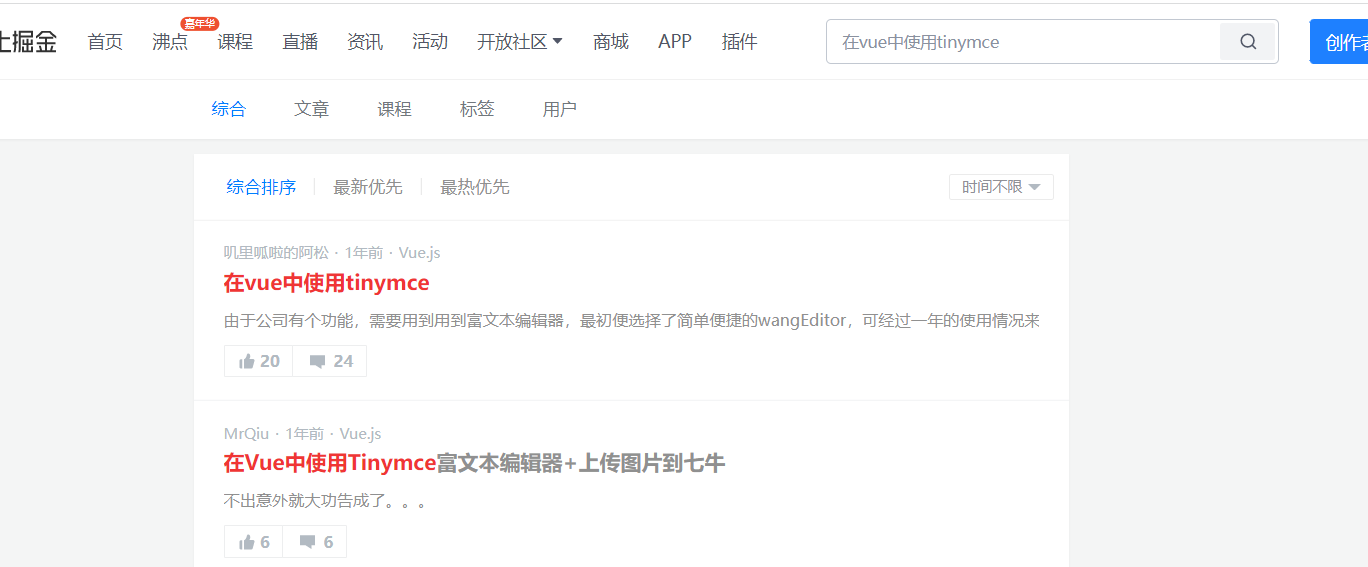 土掘金 首页 沸点 嘉年华 课程 直播 资讯 活动 开放社区 商城 APP 插件 在vue中使用tinymce 创作者
综合 文章 课程 标签 用户
综合排序 最新优先 最热优先 时间不限
叽里呱啦的阿松 · 1年前 · Vue.js
在vue中使用tinymce
由于公司有个功能，需要用到用到富文本编辑器，最初便选择了简单便捷的wangEditor，可经过一年的使用情况来
20 24
MrQiu · 1年前 · Vue.js
在Vue中使用Tinymce富文本编辑器+上传图片到七牛
不出意外就大功告成了。。。
6 6